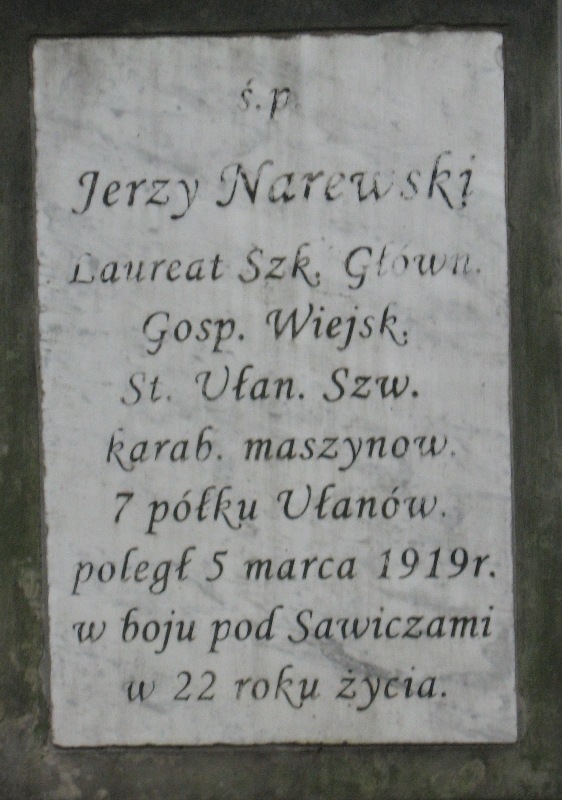 ś.p
Jerzy Narewski
Laureat Szk. Główn.
Gosp. Wiejsk.
St. Ułan. Szw.
karab. maszynow.
7 półku Ułanów.
poległ 5 marca 1919r.
w boju pod Sawiczami
w 22 roku życia.